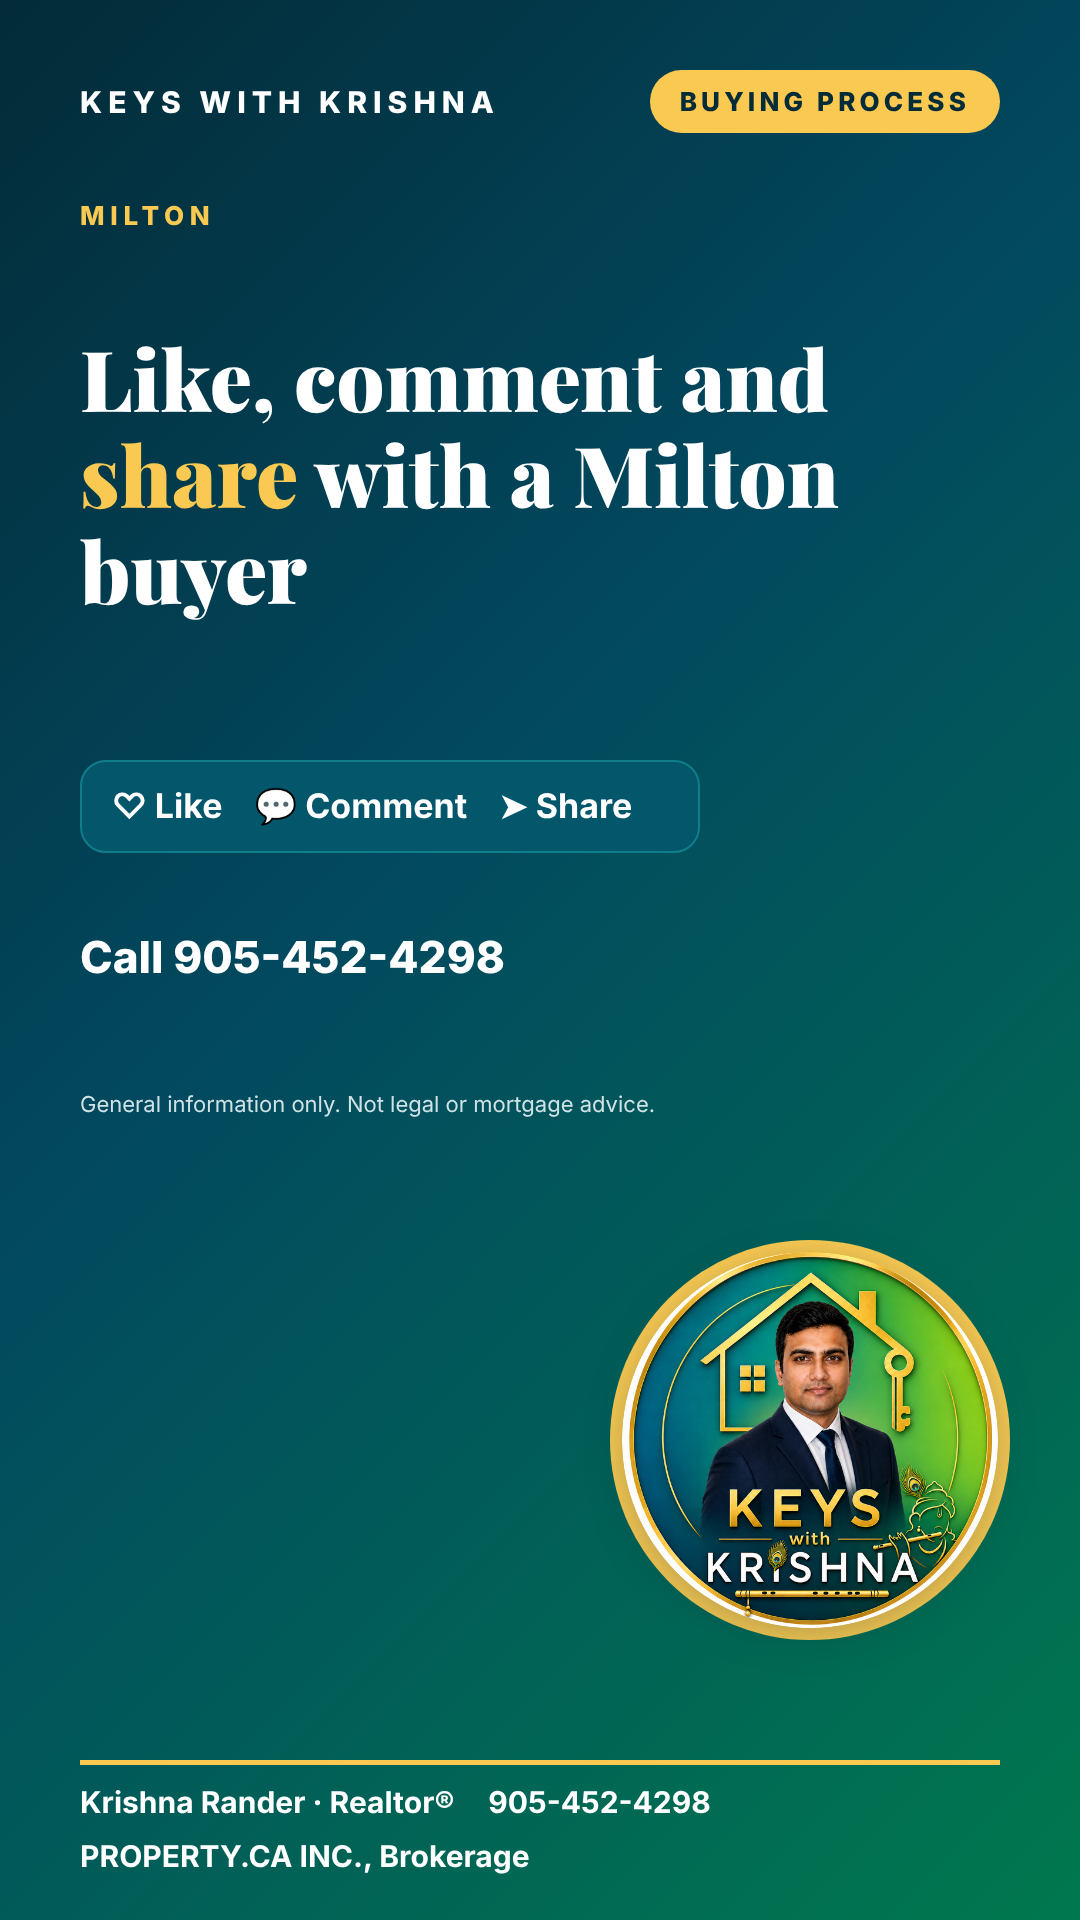 KEYS WITH KRISHNA
BUYING PROCESS
MILTON
Like, comment and
share with a Milton
buyer
♡ Like 💬 Comment ➤ Share
Call 905-452-4298
General information only. Not legal or mortgage advice.
KEYS
with
KRISHNA
Krishna Rander · Realtor® 905-452-4298
PROPERTY.CA INC., Brokerage